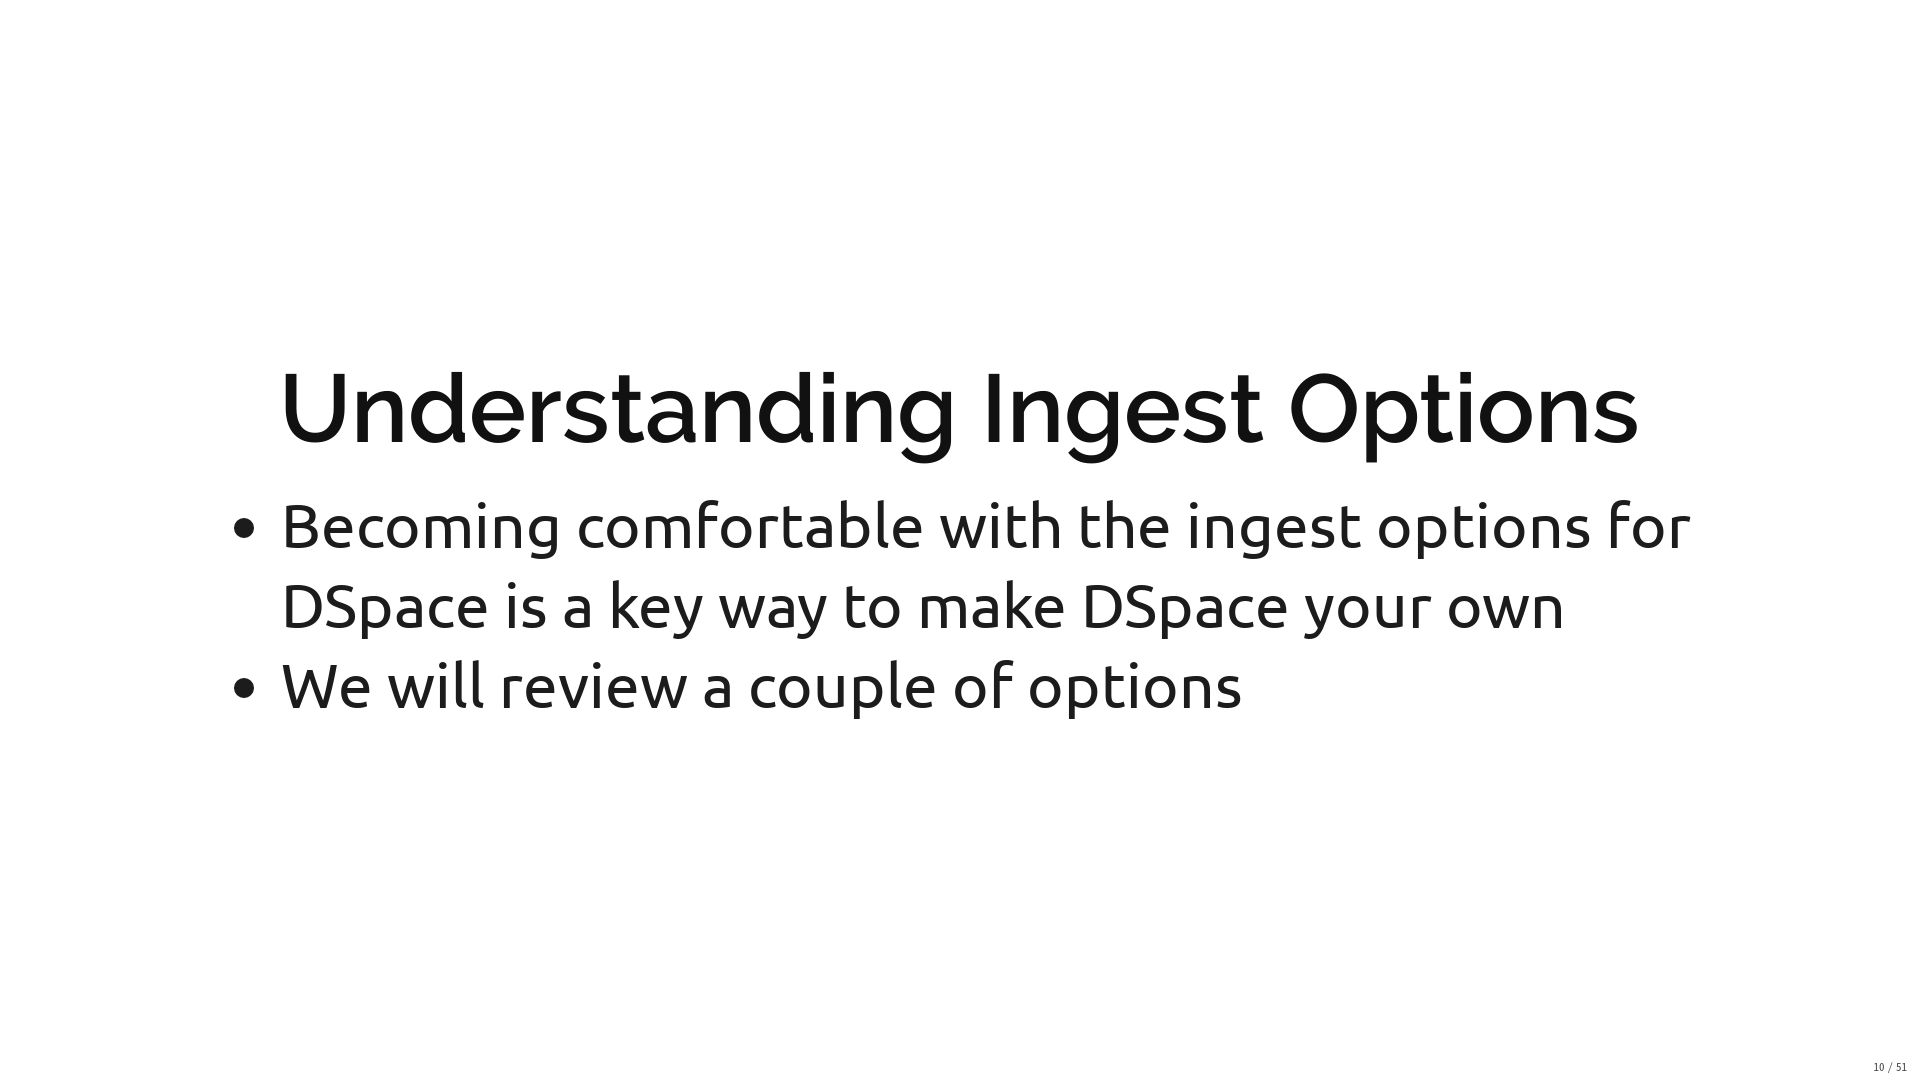 Understanding Ingest Options
• Becoming comfortable with the ingest options for
DSpace is a key way to make DSpace your own
• We will review a couple of options
10 / 51